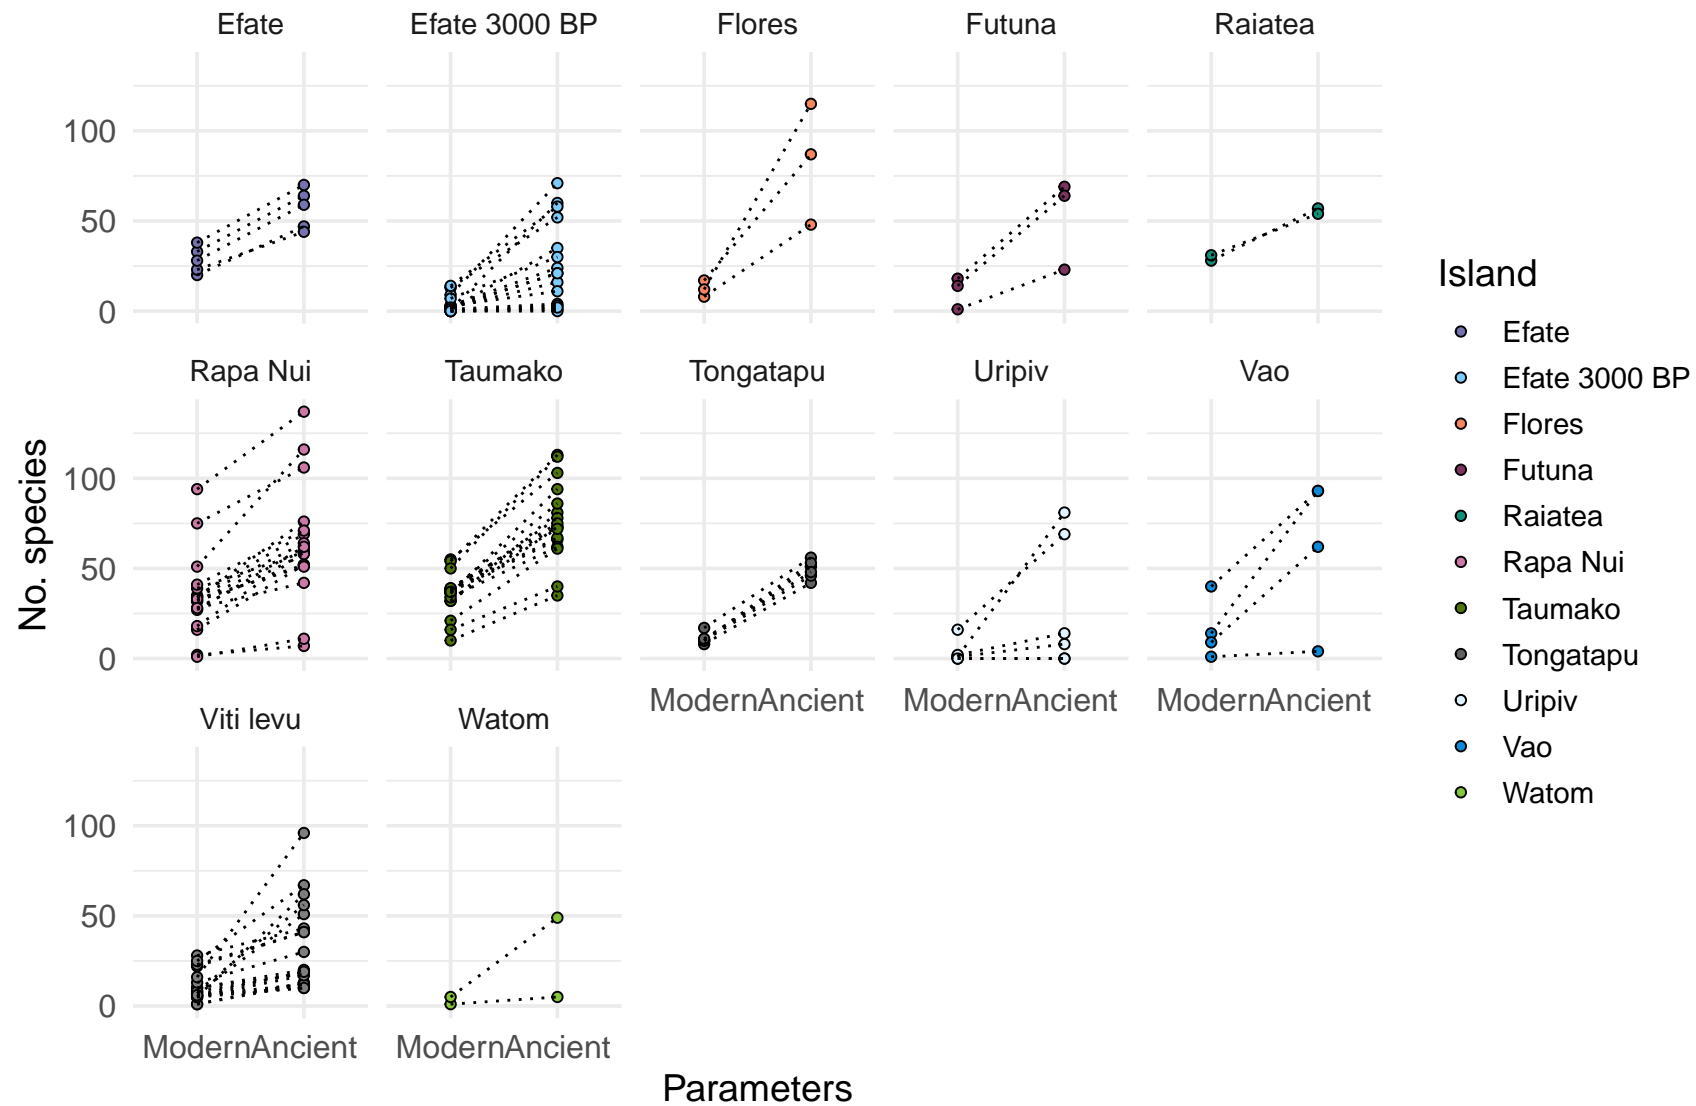 Efate
Efate 3000 BP
Flores
Futuna
Raiatea
100
50
0
Rapa Nui
Taumako
Tongatapu
Uripiv
Vao
100
50
0
ModernAncient
ModernAncient
ModernAncient
Viti levu
Watom
100
50
0
ModernAncient
ModernAncient
No. species
Parameters
Island
Efate
Efate 3000 BP
Flores
Futuna
Raiatea
Rapa Nui
Taumako
Tongatapu
Uripiv
Vao
Watom